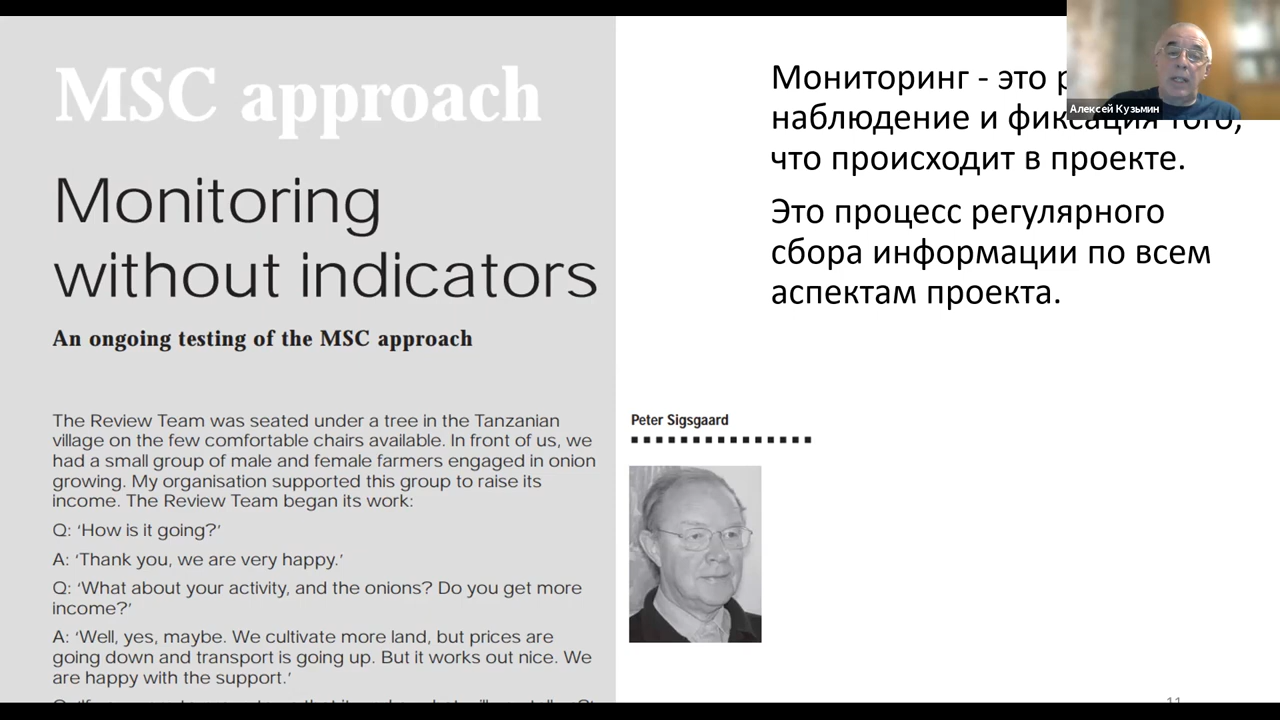 MSC approach
Monitoring
without indicators
An ongoing testing of the MSC approach
The Review Team was seated under a tree in the Tanzanian
village on the few comfortable chairs available. In front of us, we
had a small group of male and female farmers engaged in onion
growing. My organisation supported this group to raise its
income. The Review Team began its work:
Q: ‘How is it going?’
A: ‘Thank you, we are very happy.’
Q: ‘What about your activity, and the onions? Do you get more
income?’
A: ‘Well, yes, maybe. We cultivate more land, but prices are
going down and transport is going up. But it works out nice. We
are happy with the support.’
Peter Sigsgaard
Мониторинг - это
наблюдение и фиксация того,
что происходит в проекте.
Это процесс регулярного
сбора информации по всем
аспектам проекта.
Алексей Кузьмин
11